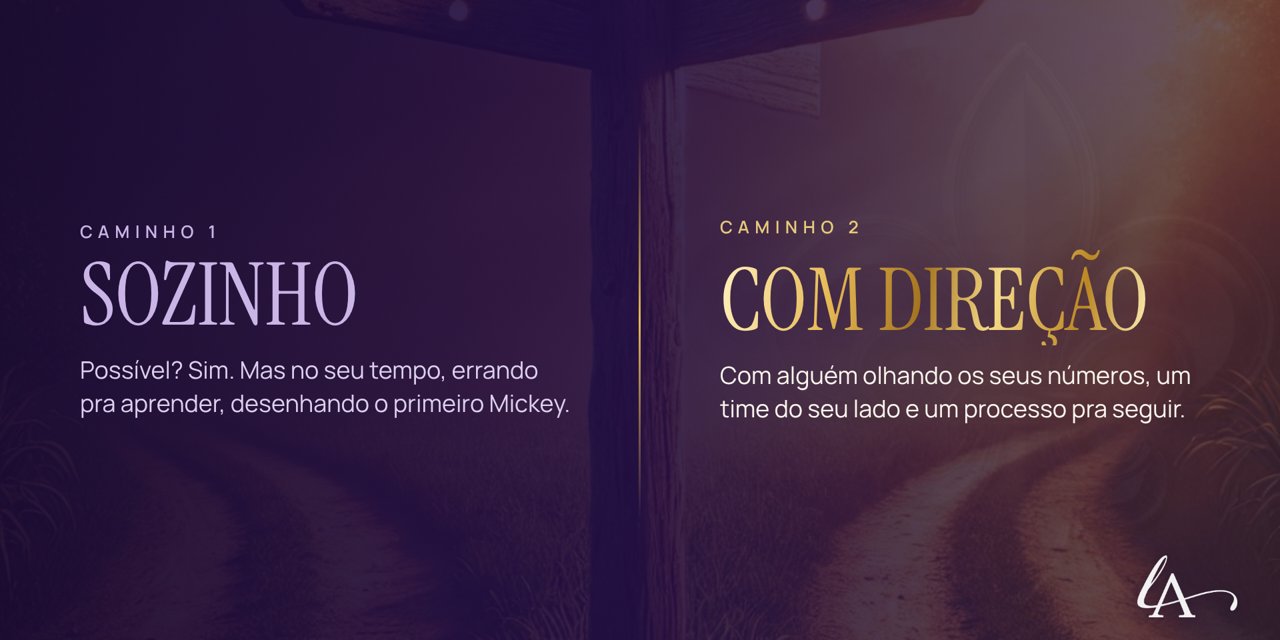 CAMINHO 1
SOZINHO
Possível? Sim. Mas no seu tempo, errando
pra aprender, desenhando o primeiro Mickey.
CAMINHO 2
COM DIREÇÃO
Com alguém olhando os seus números, um
time do seu lado e um processo pra seguir.
LA